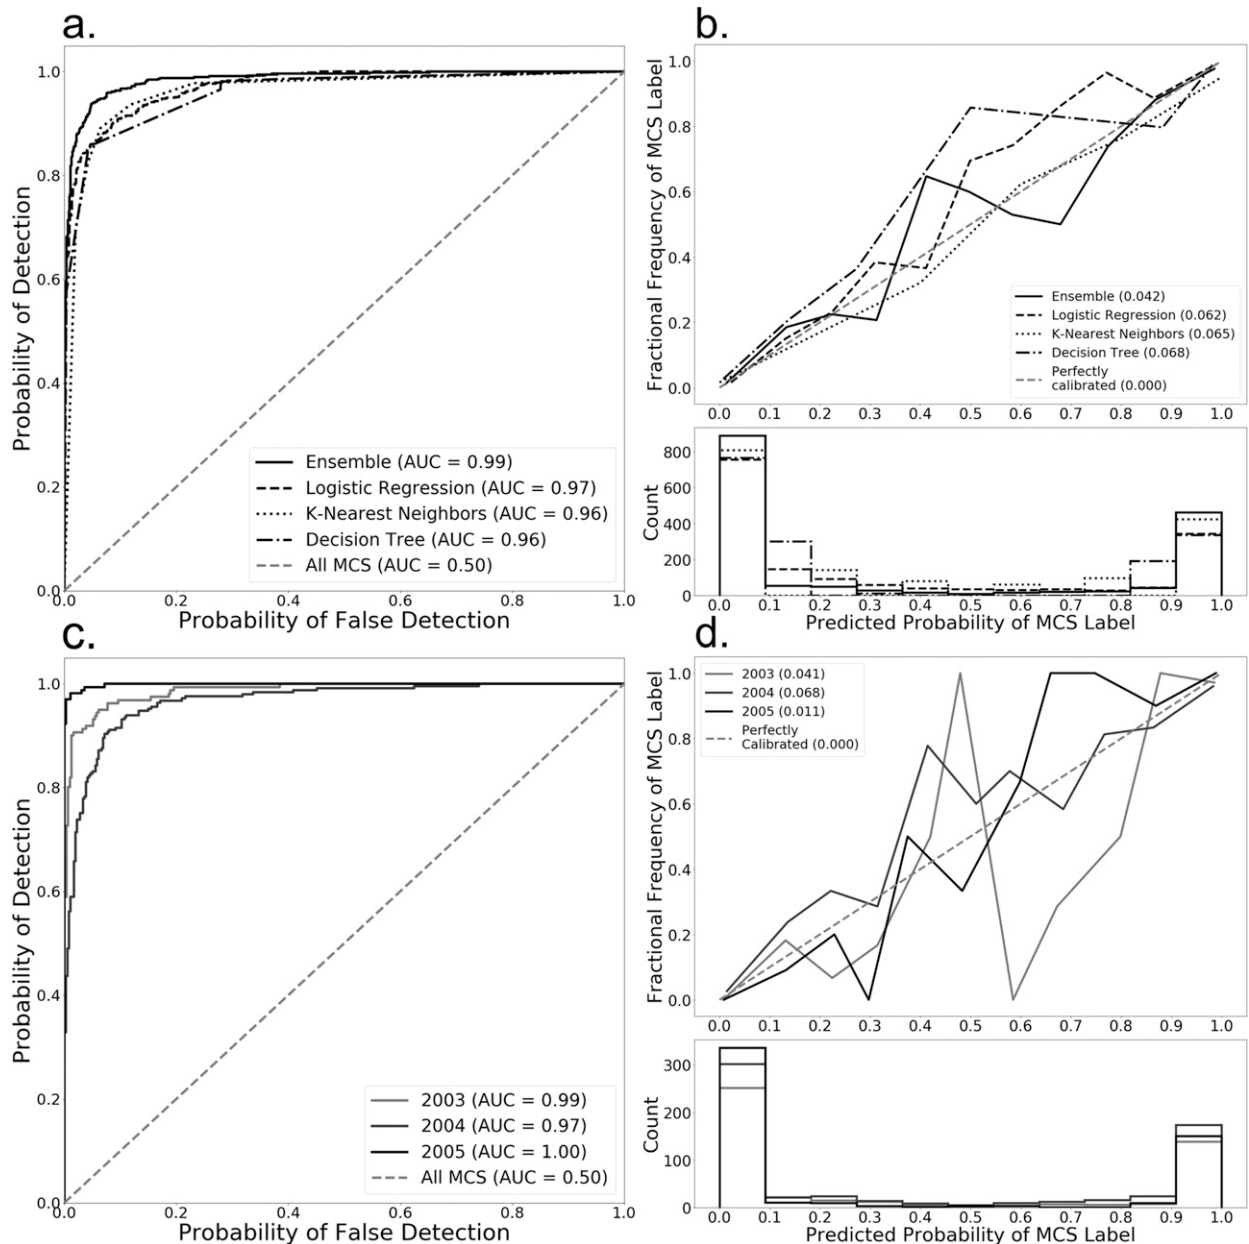 a.
1.0
0.8
0.6
0.4
0.2
0.0
Probability of Detection
0.0 0.2 0.4 0.6 0.8 1.0
Probability of False Detection
Ensemble (AUC = 0.99)
Logistic Regression (AUC = 0.97)
K-Nearest Neighbors (AUC = 0.96)
Decision Tree (AUC = 0.96)
All MCS (AUC = 0.50)
b.
1.0
0.8
0.6
0.4
0.2
0.0
Fractional Frequency of MCS Label
Ensemble (0.042)
Logistic Regression (0.062)
K-Nearest Neighbors (0.065)
Decision Tree (0.068)
Perfectly
calibrated (0.000)
0.0 0.1 0.2 0.3 0.4 0.5 0.6 0.7 0.8 0.9 1.0
800
600
400
200
0
Count
0.0 0.1 0.2 0.3 0.4 0.5 0.6 0.7 0.8 0.9 1.0
Predicted Probability of MCS Label
c.
1.0
0.8
0.6
0.4
0.2
0.0
Probability of Detection
0.0 0.2 0.4 0.6 0.8 1.0
Probability of False Detection
2003 (AUC = 0.99)
2004 (AUC = 0.97)
2005 (AUC = 1.00)
All MCS (AUC = 0.50)
d.
1.0
0.8
0.6
0.4
0.2
0.0
Fractional Frequency of MCS Label
2003 (0.041)
2004 (0.068)
2005 (0.011)
Perfectly
Calibrated (0.000)
0.0 0.1 0.2 0.3 0.4 0.5 0.6 0.7 0.8 0.9 1.0
300
200
100
0
Count
0.0 0.1 0.2 0.3 0.4 0.5 0.6 0.7 0.8 0.9 1.0
Predicted Probability of MCS Label